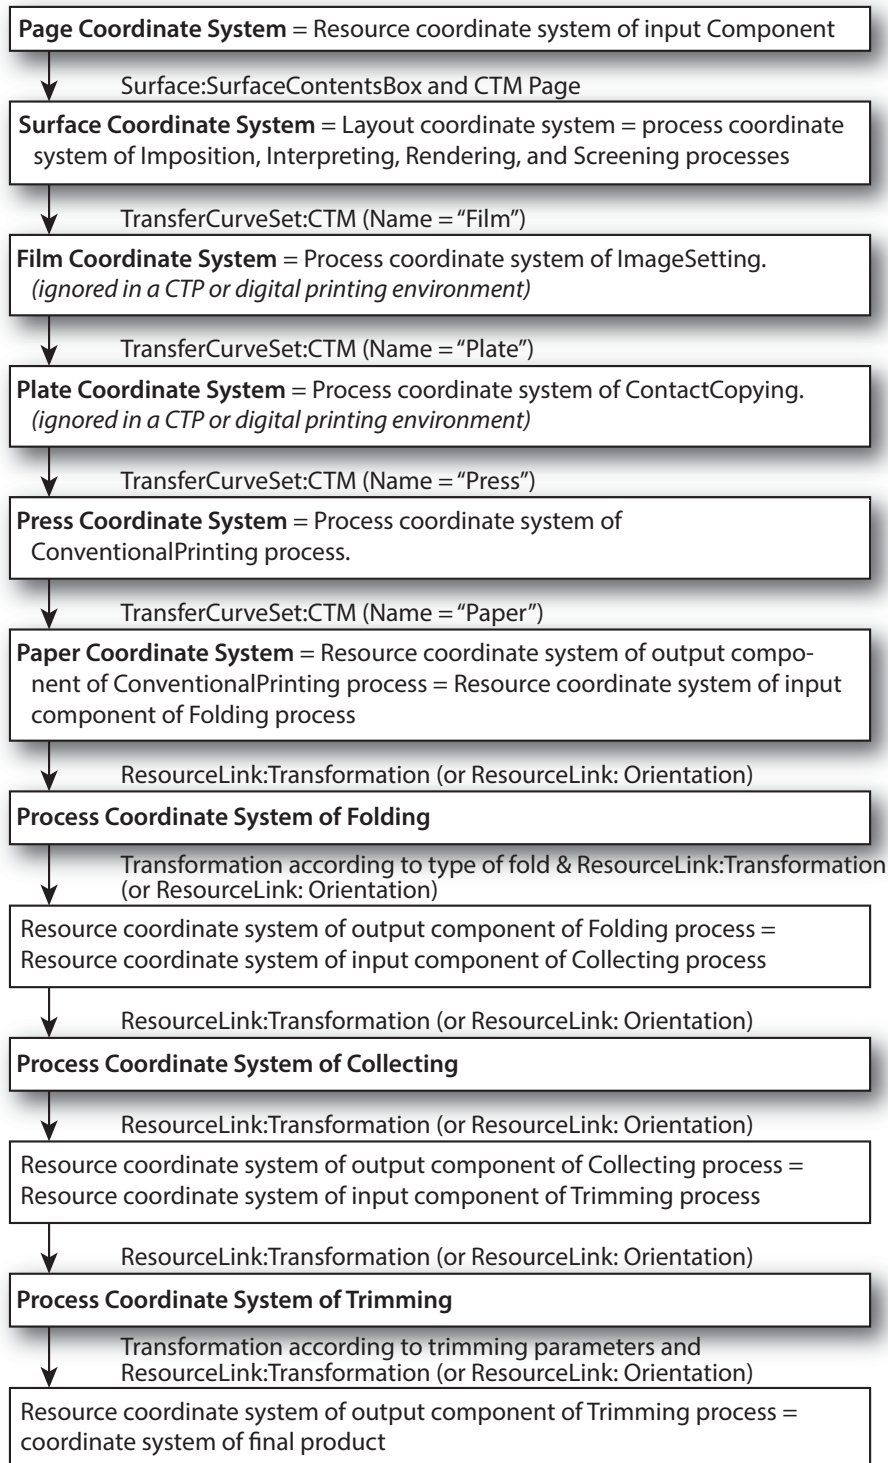 Page Coordinate System = Resource coordinate system of input Component
Surface:SurfaceContentsBox and CTM Page
Surface Coordinate System = Layout coordinate system = process coordinate
system of Imposition, Interpreting, Rendering, and Screening processes
TransferCurveSet:CTM (Name = “Film”)
Film Coordinate System = Process coordinate system of ImageSetting.
(ignored in a CTP or digital printing environment)
TransferCurveSet:CTM (Name = “Plate”)
Plate Coordinate System = Process coordinate system of ContactCopying.
(ignored in a CTP or digital printing environment)
TransferCurveSet:CTM (Name = “Press”)
Press Coordinate System = Process coordinate system of
ConventionalPrinting process.
TransferCurveSet:CTM (Name = “Paper”)
Paper Coordinate System = Resource coordinate system of output compo-
nent of ConventionalPrinting process = Resource coordinate system of input
component of Folding process
ResourceLink:Transformation (or ResourceLink: Orientation)
Process Coordinate System of Folding
Transformation according to type of fold & ResourceLink:Transformation
(or ResourceLink: Orientation)
Resource coordinate system of output component of Folding process =
Resource coordinate system of input component of Collecting process
ResourceLink:Transformation (or ResourceLink: Orientation)
Process Coordinate System of Collecting
ResourceLink:Transformation (or ResourceLink: Orientation)
Resource coordinate system of output component of Collecting process =
Resource coordinate system of input component of Trimming process
ResourceLink:Transformation (or ResourceLink: Orientation)
Process Coordinate System of Trimming
Transformation according to trimming parameters and
ResourceLink:Transformation (or ResourceLink: Orientation)
Resource coordinate system of output component of Trimming process =
coordinate system of final product